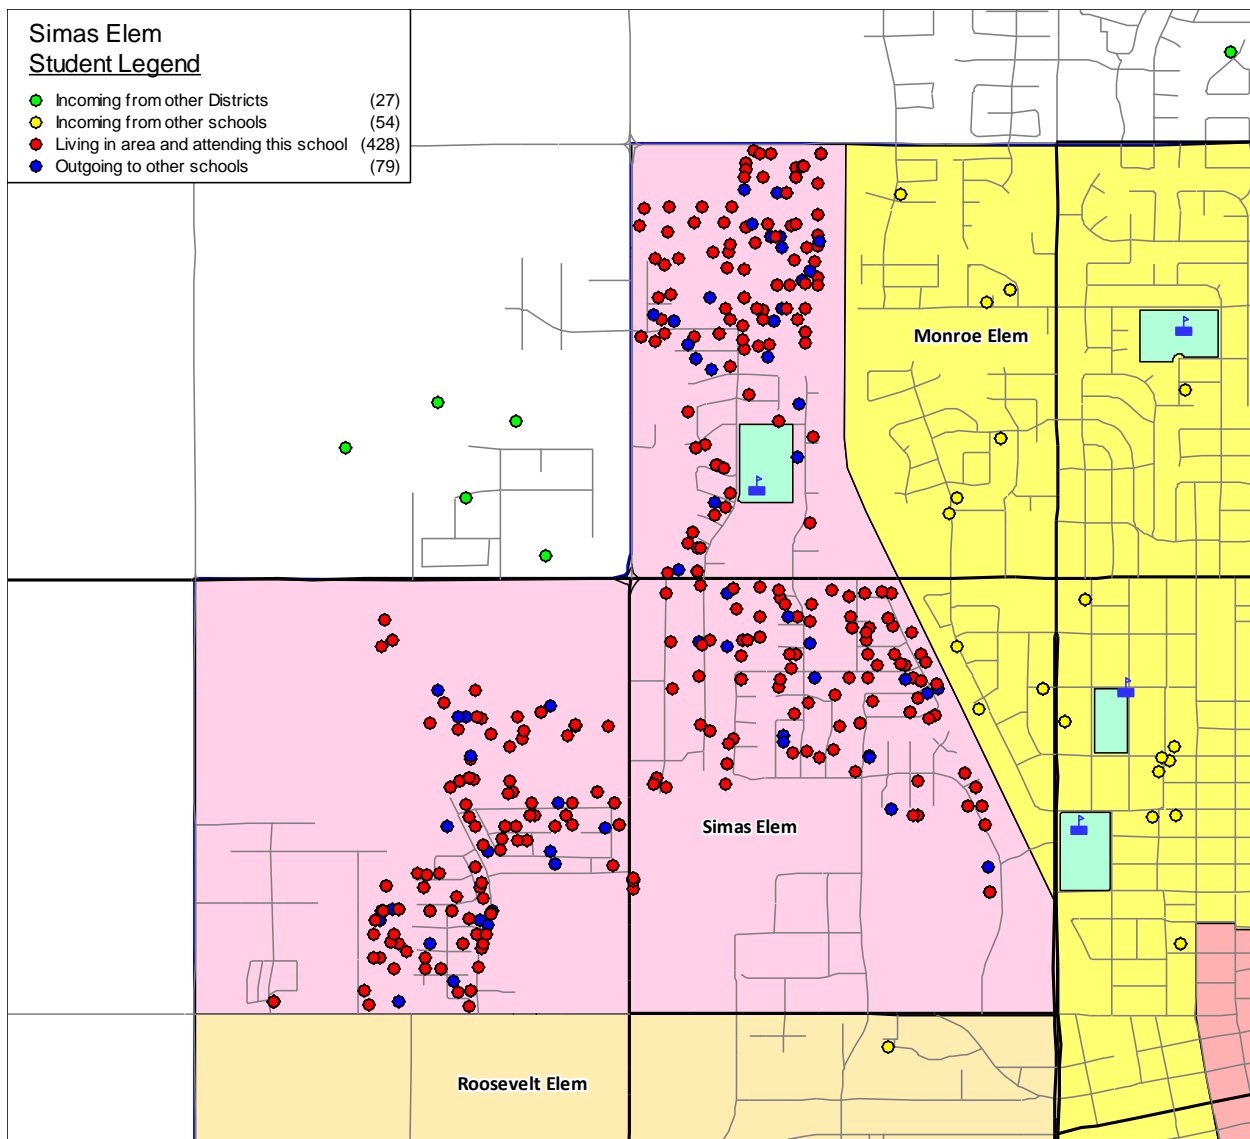 Simas Elem
Student Legend
Incoming from other Districts (27)
Incoming from other schools (54)
Living in area and attending this school (428)
Outgoing to other schools (79)
Monroe Elem
Simas Elem
Roosevelt Elem